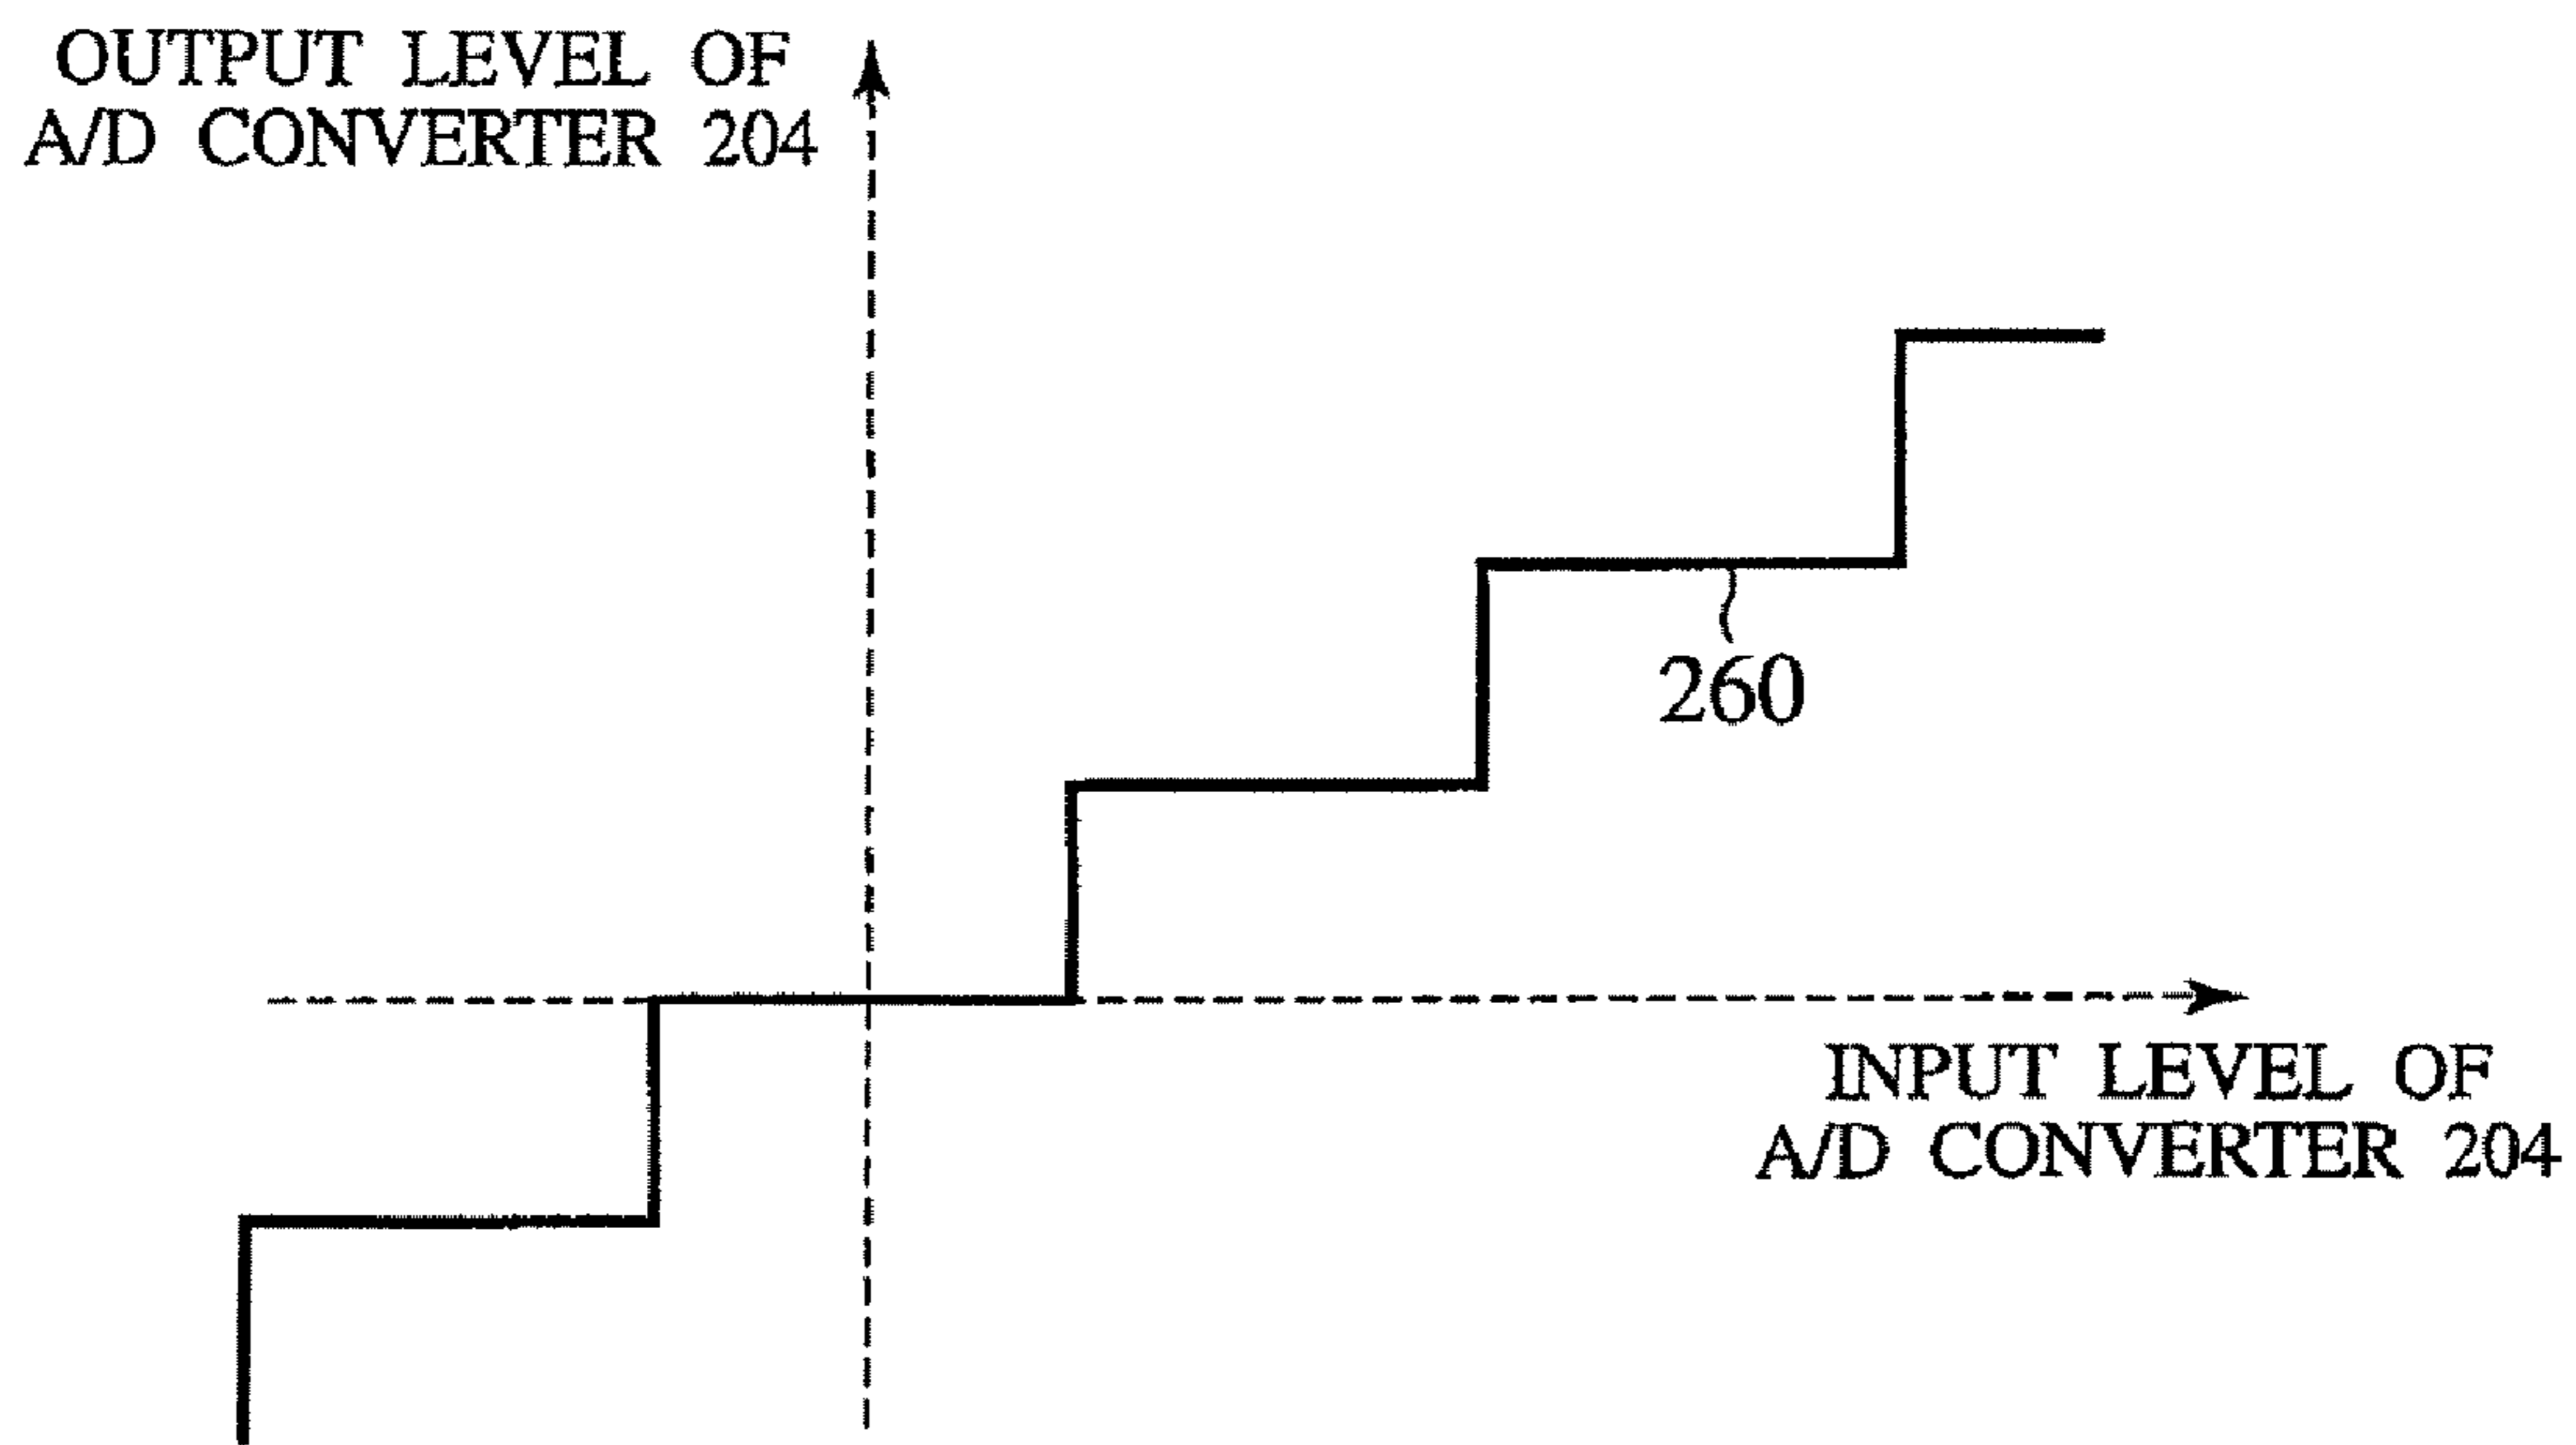 OUTPUT LEVEL OF
A/D CONVERTER 204
260
INPUT LEVEL OF
A/D CONVERTER 204